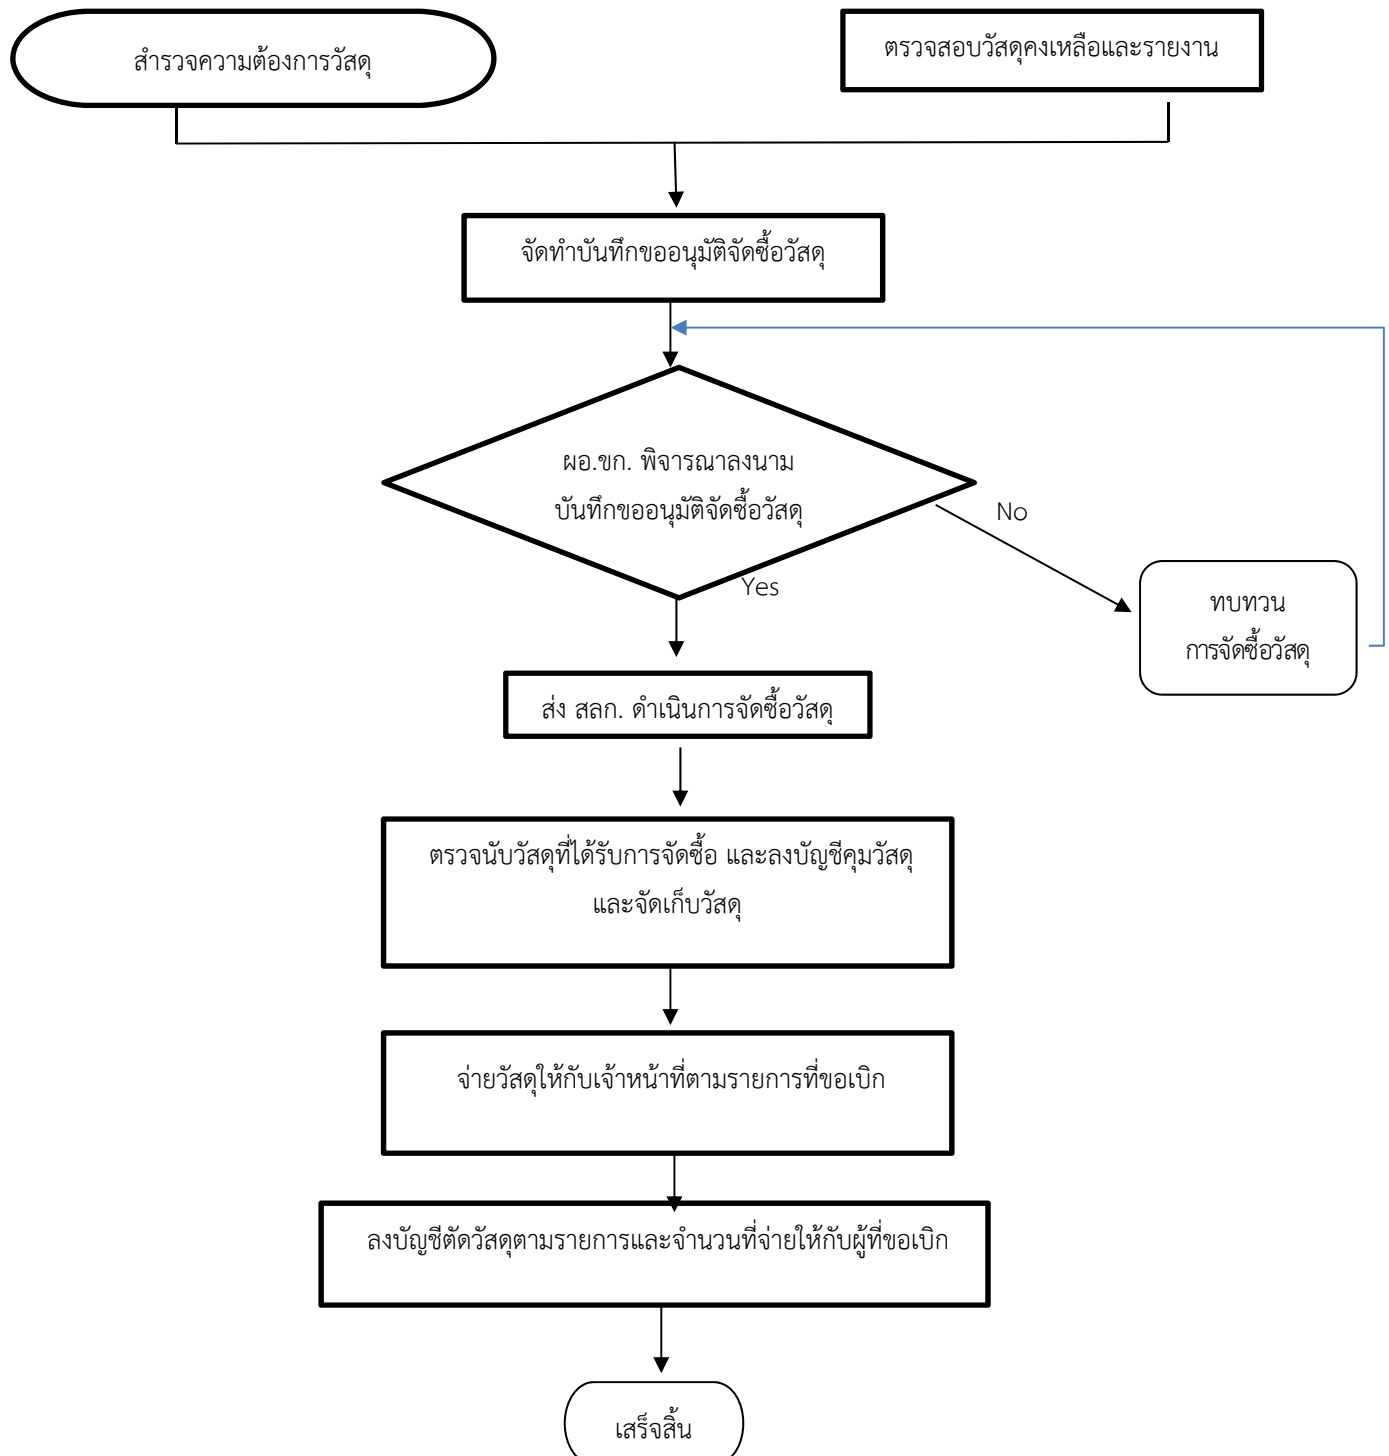 สำรวจความต้องการวัสดุ
ตรวจสอบวัสดุคงเหลือและรายงาน
จัดทำบันทึกขออนุมัติจัดซื้อวัสดุ
ผอ.ขก. พิจารณาลงนาม
บันทึกขออนุมัติจัดซื้อวัสดุ
No
Yes
ทบทวน
การจัดซื้อวัสดุ
ส่ง สลก. ดำเนินการจัดซื้อวัสดุ
ตรวจนับวัสดุที่ได้รับการจัดซื้อ และลงบัญชีคุมวัสดุ
และจัดเก็บวัสดุ
จ่ายวัสดุให้กับเจ้าหน้าที่ตามรายการที่ขอเบิก
ลงบัญชีตัดวัสดุตามรายการและจำนวนที่จ่ายให้กับผู้ที่ขอเบิก
เสร็จสิ้น